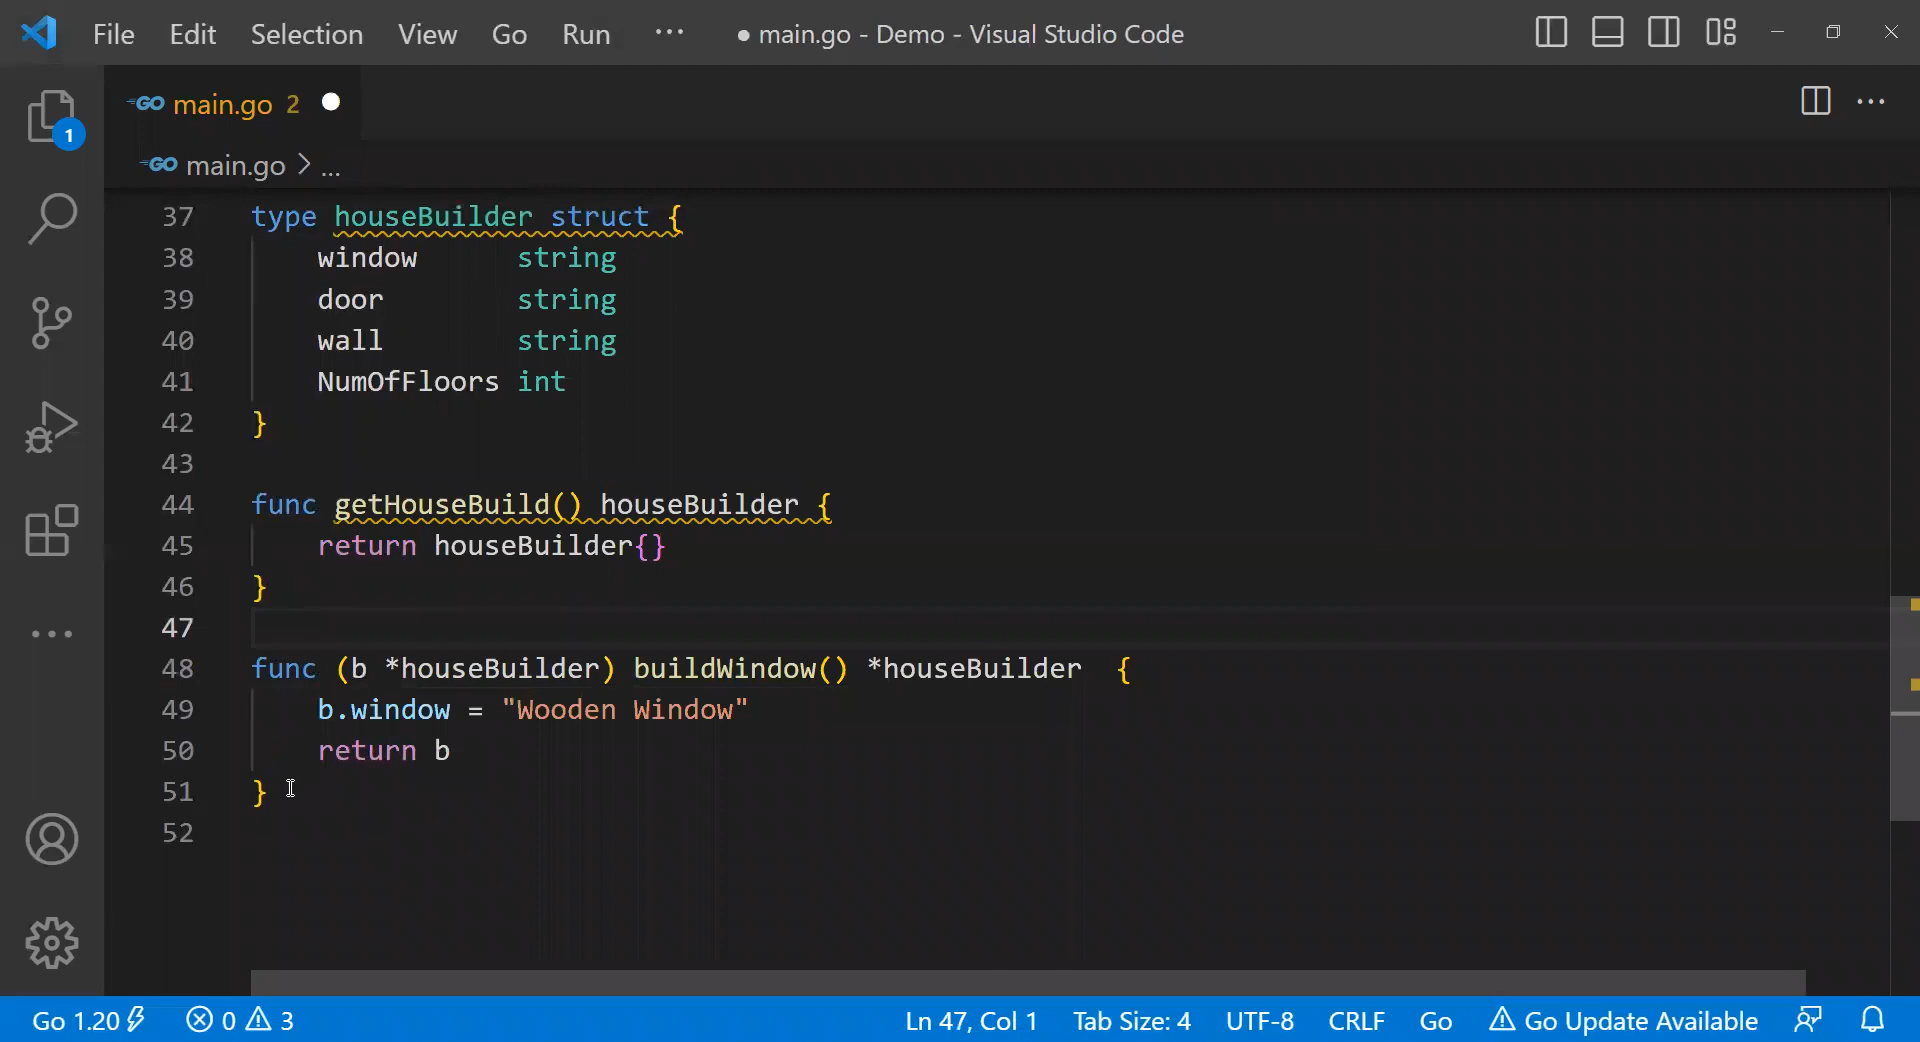 File Edit Selection View Go Run ··· ● main.go - Demo - Visual Studio Code
GO main.go 2 ●
1
GO main.go > ...
37 type houseBuilder struct {
38 window string
39 door string
40 wall string
41 NumOfFloors int
42 }
43
44 func getHouseBuild() houseBuilder {
45 return houseBuilder{}
46 }
47
48 func (b *houseBuilder) buildWindow() *houseBuilder  {
49 b.window = "Wooden Window"
50 return b
51 }
52
Go 1.20 0 3 Ln 47, Col 1 Tab Size: 4 UTF-8 CRLF Go Go Update Available